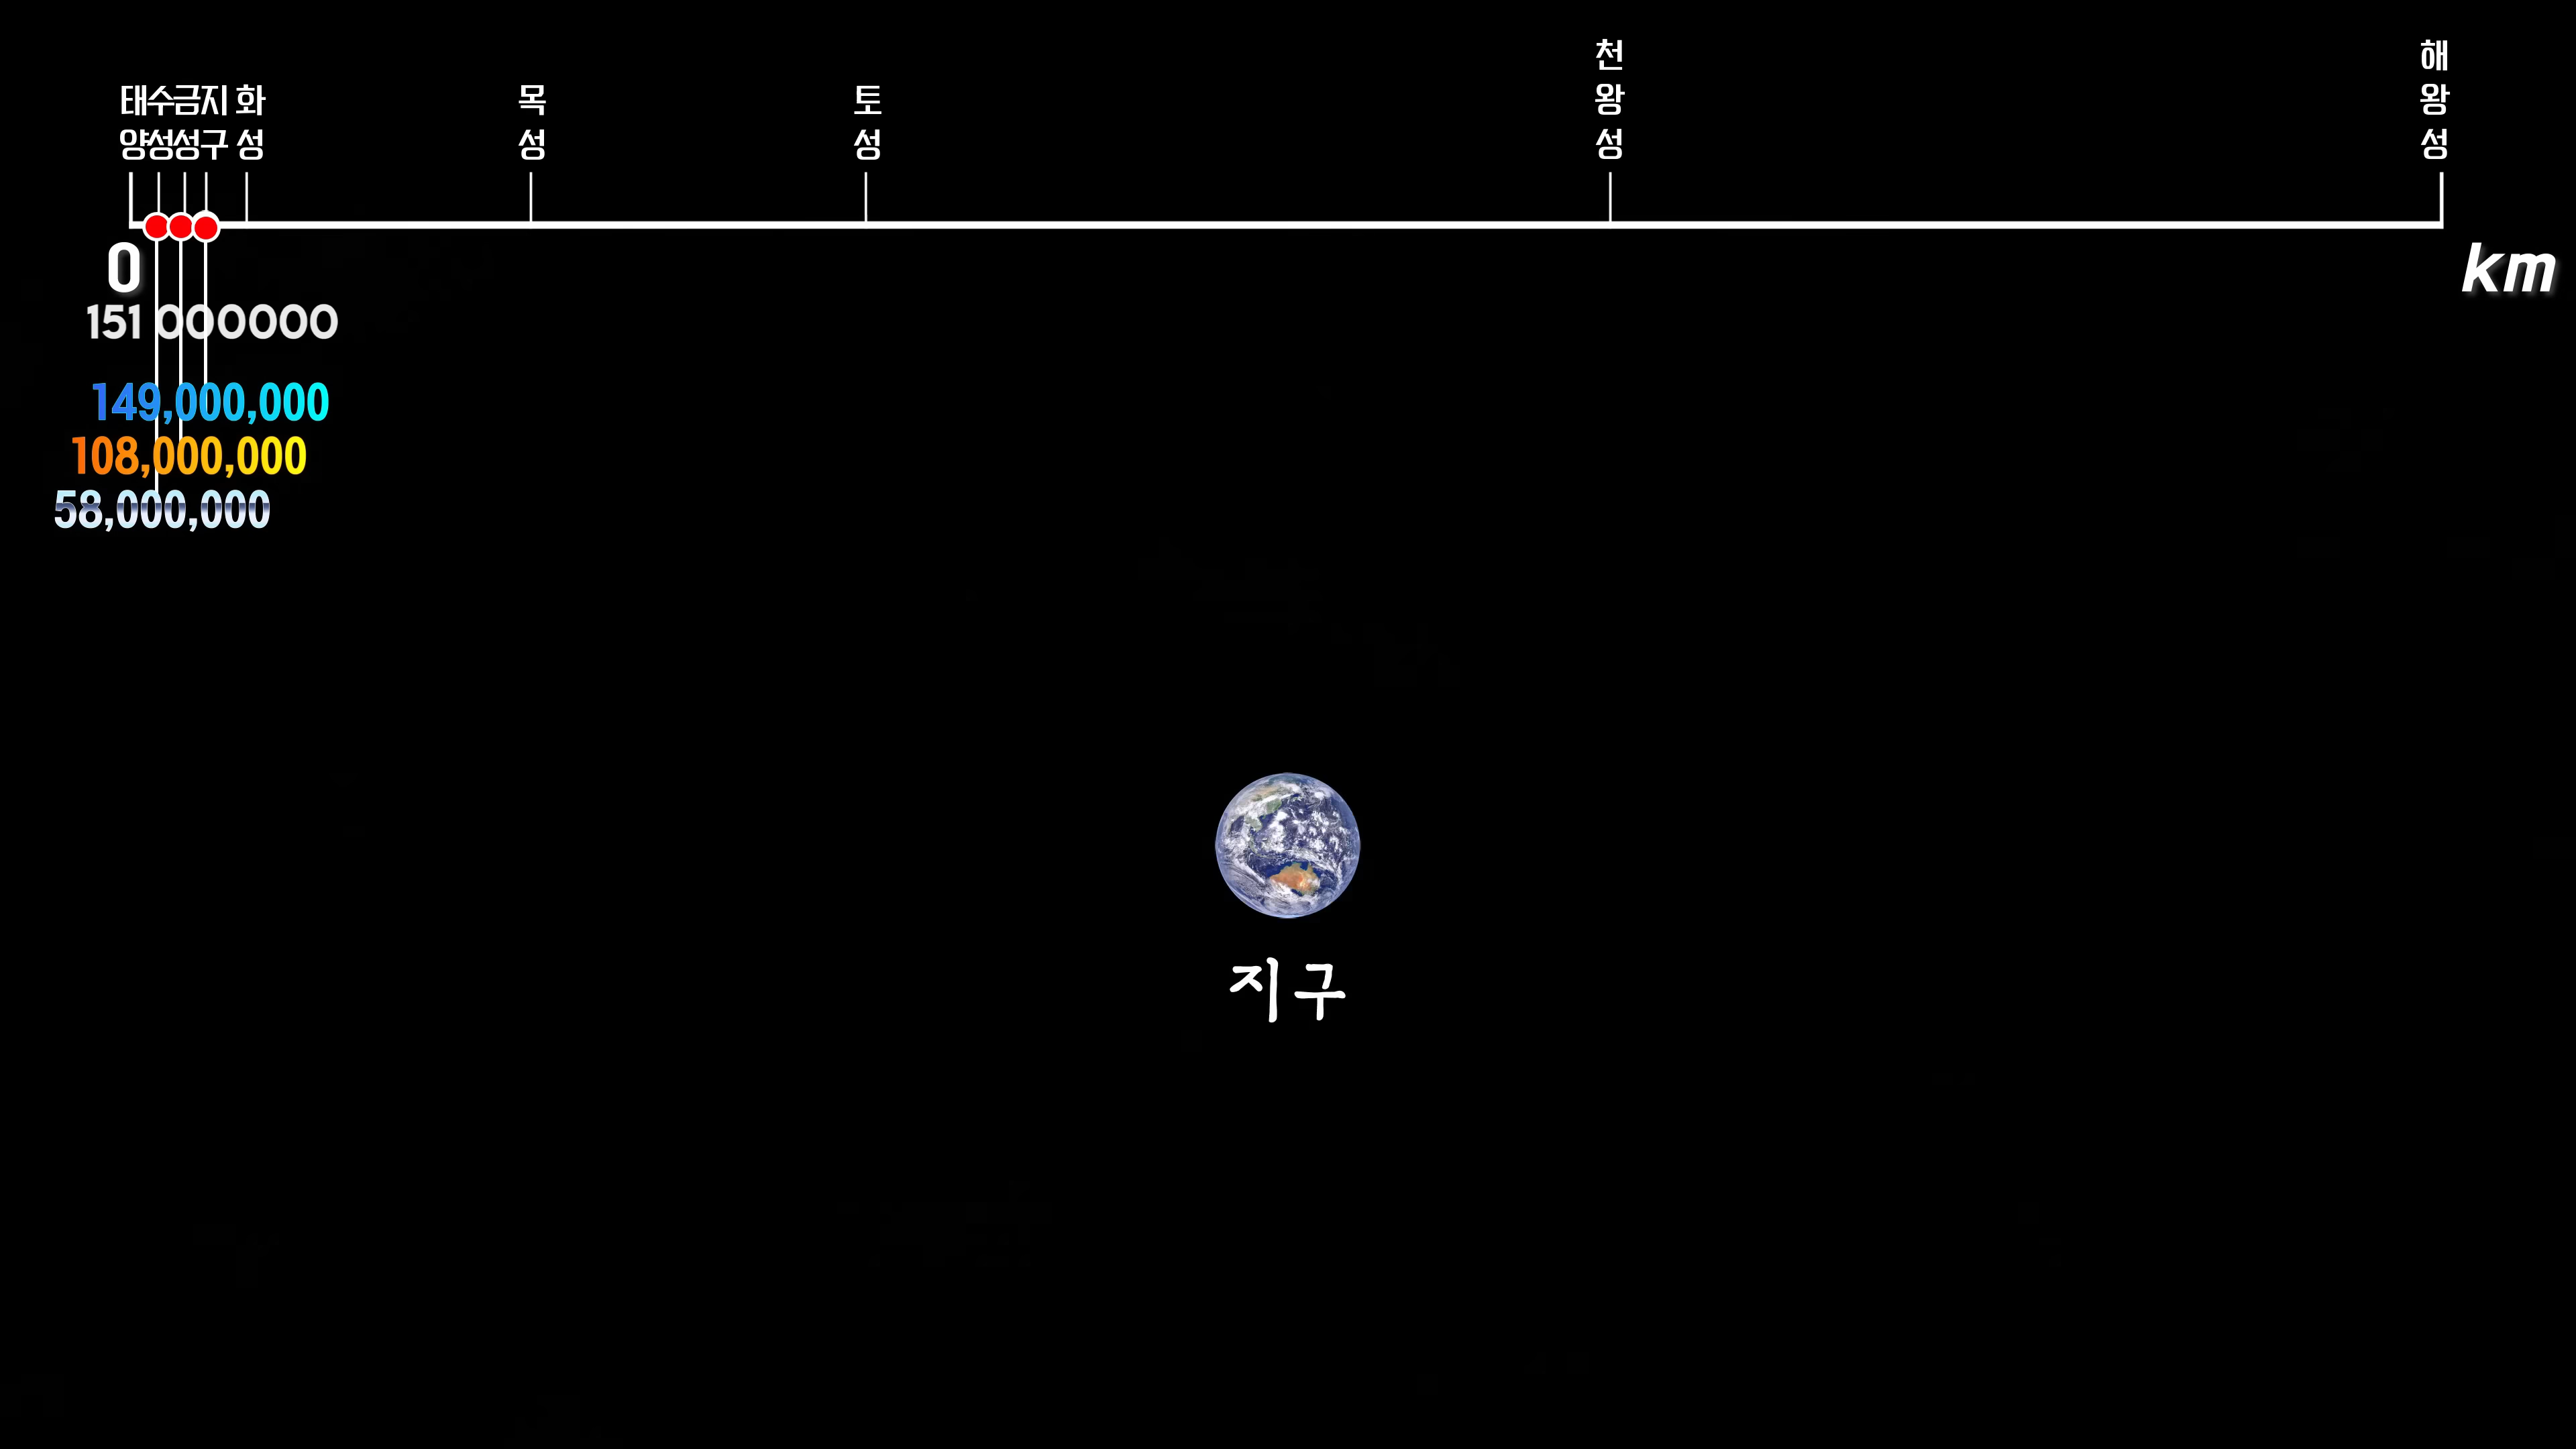 태양
수성
금성
지구
화성
목성
토성
천왕성
해왕성
0
km
151 000000
149,000,000
108,000,000
58,000,000
지구